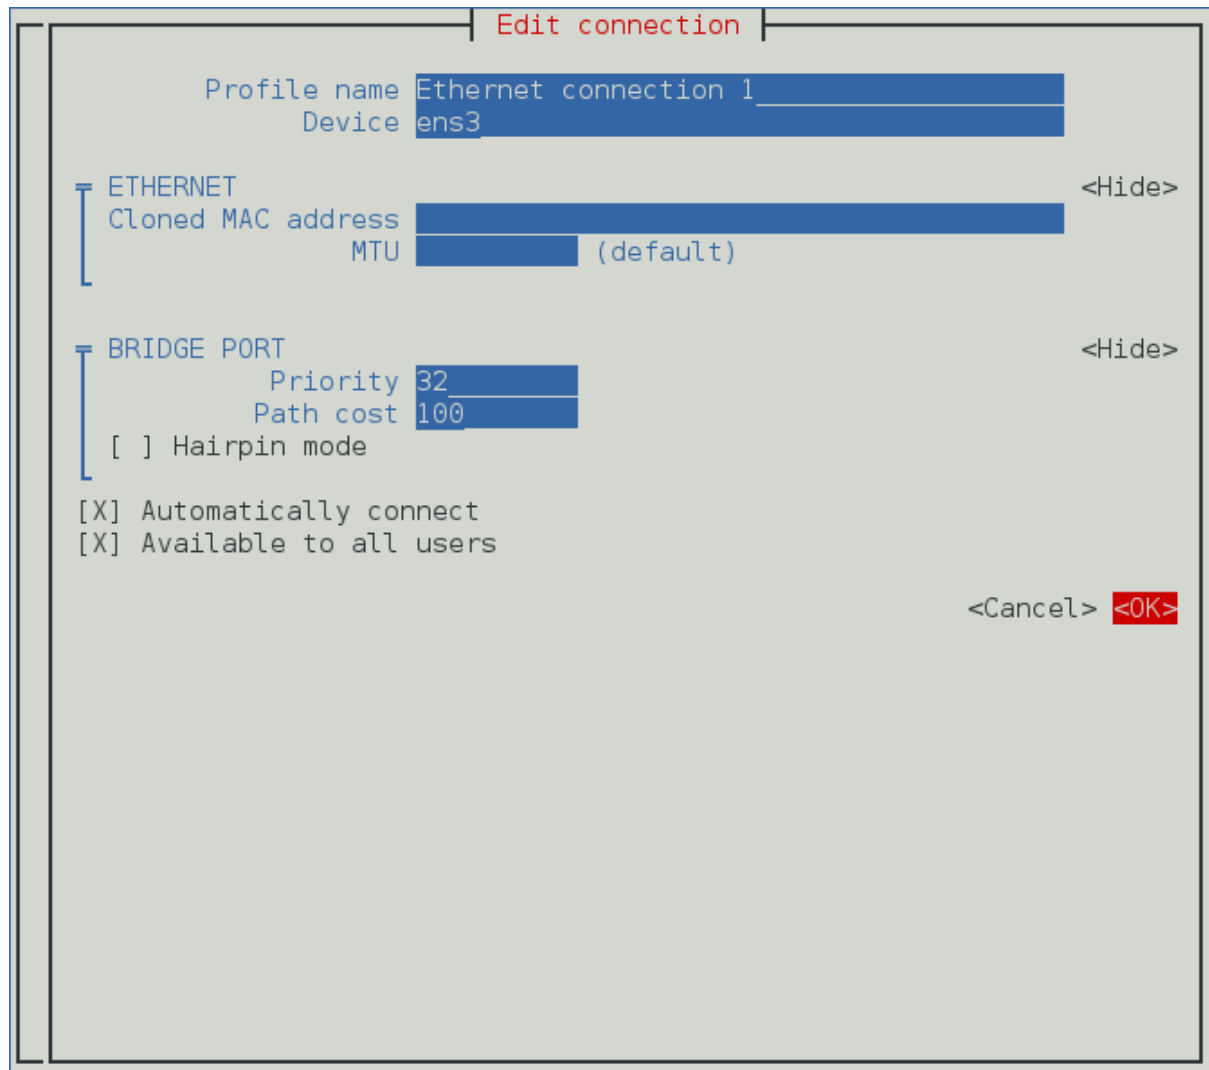 Edit connection
Profile name Ethernet connection 1
Device ens3
ETHERNET <Hide>
Cloned MAC address
MTU (default)
BRIDGE PORT <Hide>
Priority 32
Path cost 100
[ ] Hairpin mode
[X] Automatically connect
[X] Available to all users
<Cancel> <OK>